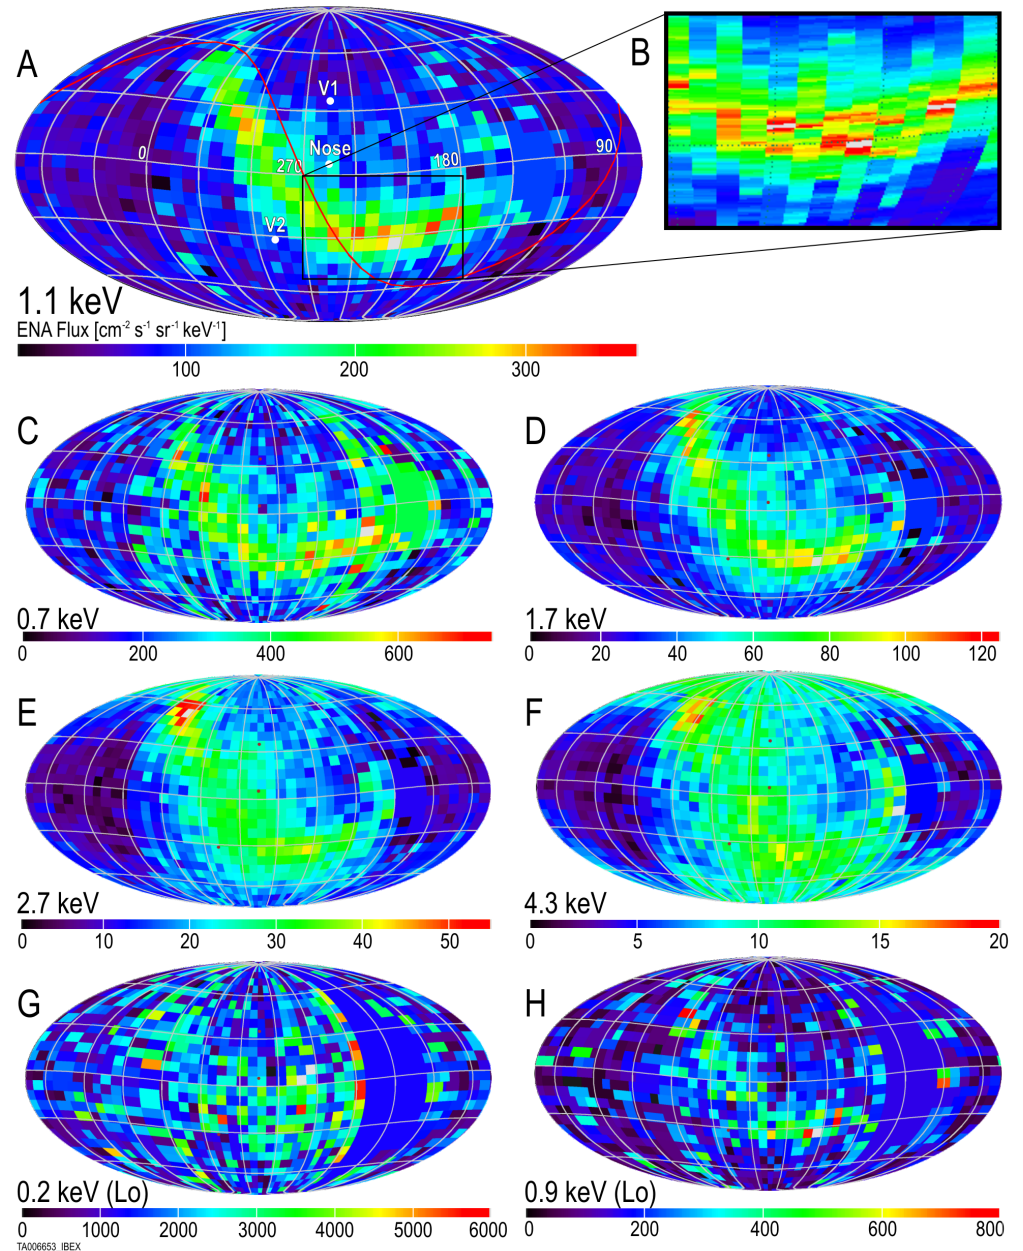 A
B
V1
0
Nose
270
180
90
V2
1.1 keV
ENA Flux [cm⁻² s⁻¹ sr⁻¹ keV⁻¹]
100 200 300
C
D
0.7 keV
0 200 400 600
1.7 keV
0 20 40 60 80 100 120
E
F
2.7 keV
0 10 20 30 40 50
4.3 keV
0 5 10 15 20
G
H
0.2 keV (Lo)
0 1000 2000 3000 4000 5000 6000
0.9 keV (Lo)
0 200 400 600 800
TA006653_IBEX